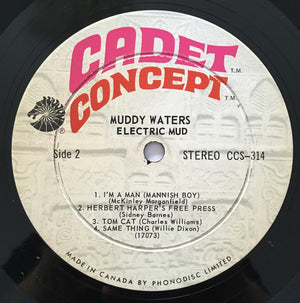 CADET
T.M.
CONCEPT
T.M.
®
MUDDY WATERS
ELECTRIC MUD
Side 2
STEREO CCS-314
1. I'M A MAN (MANNISH BOY)
(McKinley Morganfield)
2. HERBERT HARPER'S FREE PRESS
(Sidney Barnes)
3. TOM CAT (Charles Williams)
4. SAME THING (Willie Dixon)
(17073)
MADE IN CANADA BY PHONODISC LIMITED